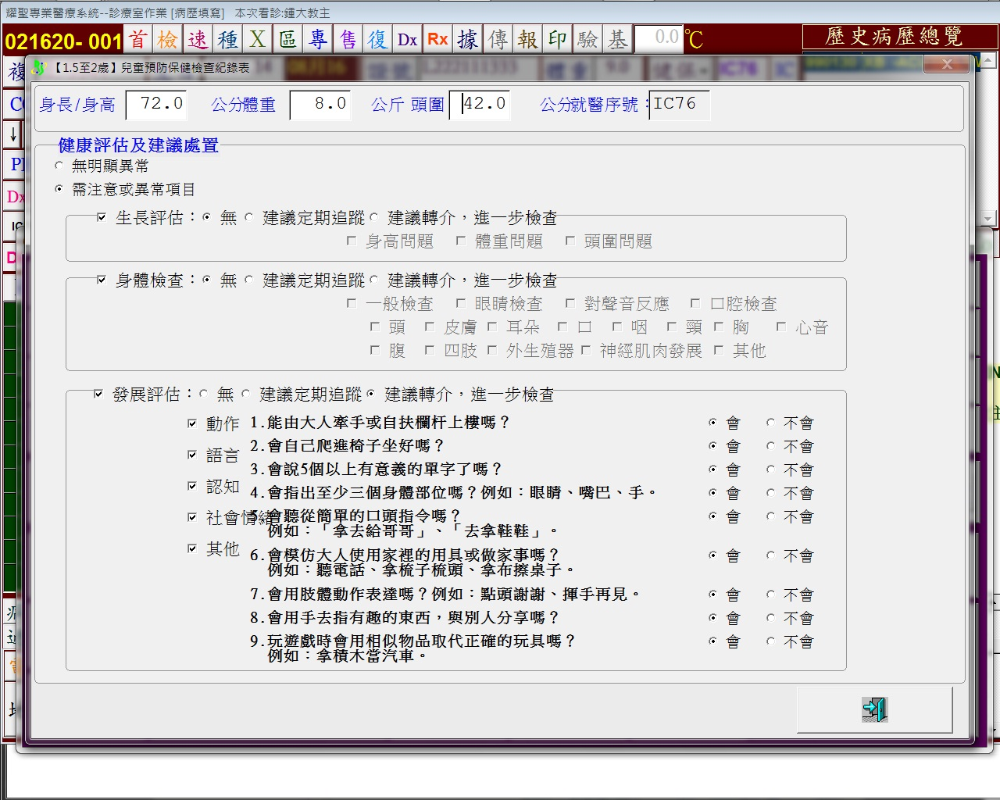 耀聖專業醫療系統--診療室作業 [病歷填寫]   本次看診:鍾大教主
021620- 001 首 檢 速 種 X 區 專 售 復 Dx Rx 據 傳 報 印 驗 基 0.0 ℃ 歷史病歷總覽
【1.5至2歲】兒童預防保健檢查紀錄表
身長/身高 72.0 公分體重 8.0 公斤 頭圍 42.0 公分就醫序號：IC76
健康評估及建議處置
無明顯異常
需注意或異常項目
生長評估：無 建議定期追蹤 建議轉介，進一步檢查
身高問題 體重問題 頭圍問題
身體檢查：無 建議定期追蹤 建議轉介，進一步檢查
一般檢查 眼睛檢查 對聲音反應 口腔檢查
頭 皮膚 耳朵 口 咽 頸 胸 心音
腹 四肢 外生殖器 神經肌肉發展 其他
發展評估：無 建議定期追蹤 建議轉介，進一步檢查
動作 1.能由大人牽手或自扶欄杆上樓嗎？ 會 不會
2.會自己爬進椅子坐好嗎？ 會 不會
語言
3.會說5個以上有意義的單字了嗎？ 會 不會
認知 4.會指出至少三個身體部位嗎？例如：眼睛、嘴巴、手。 會 不會
社會情緒 5.會聽從簡單的口頭指令嗎？ 會 不會
例如：「拿去給哥哥」、「去拿鞋鞋」。
其他 6.會模仿大人使用家裡的用具或做家事嗎？ 會 不會
例如：聽電話、拿梳子梳頭、拿布擦桌子。
7.會用肢體動作表達嗎？例如：點頭謝謝、揮手再見。 會 不會
8.會用手去指有趣的東西，與別人分享嗎？ 會 不會
9.玩遊戲時會用相似物品取代正確的玩具嗎？ 會 不會
例如：拿積木當汽車。